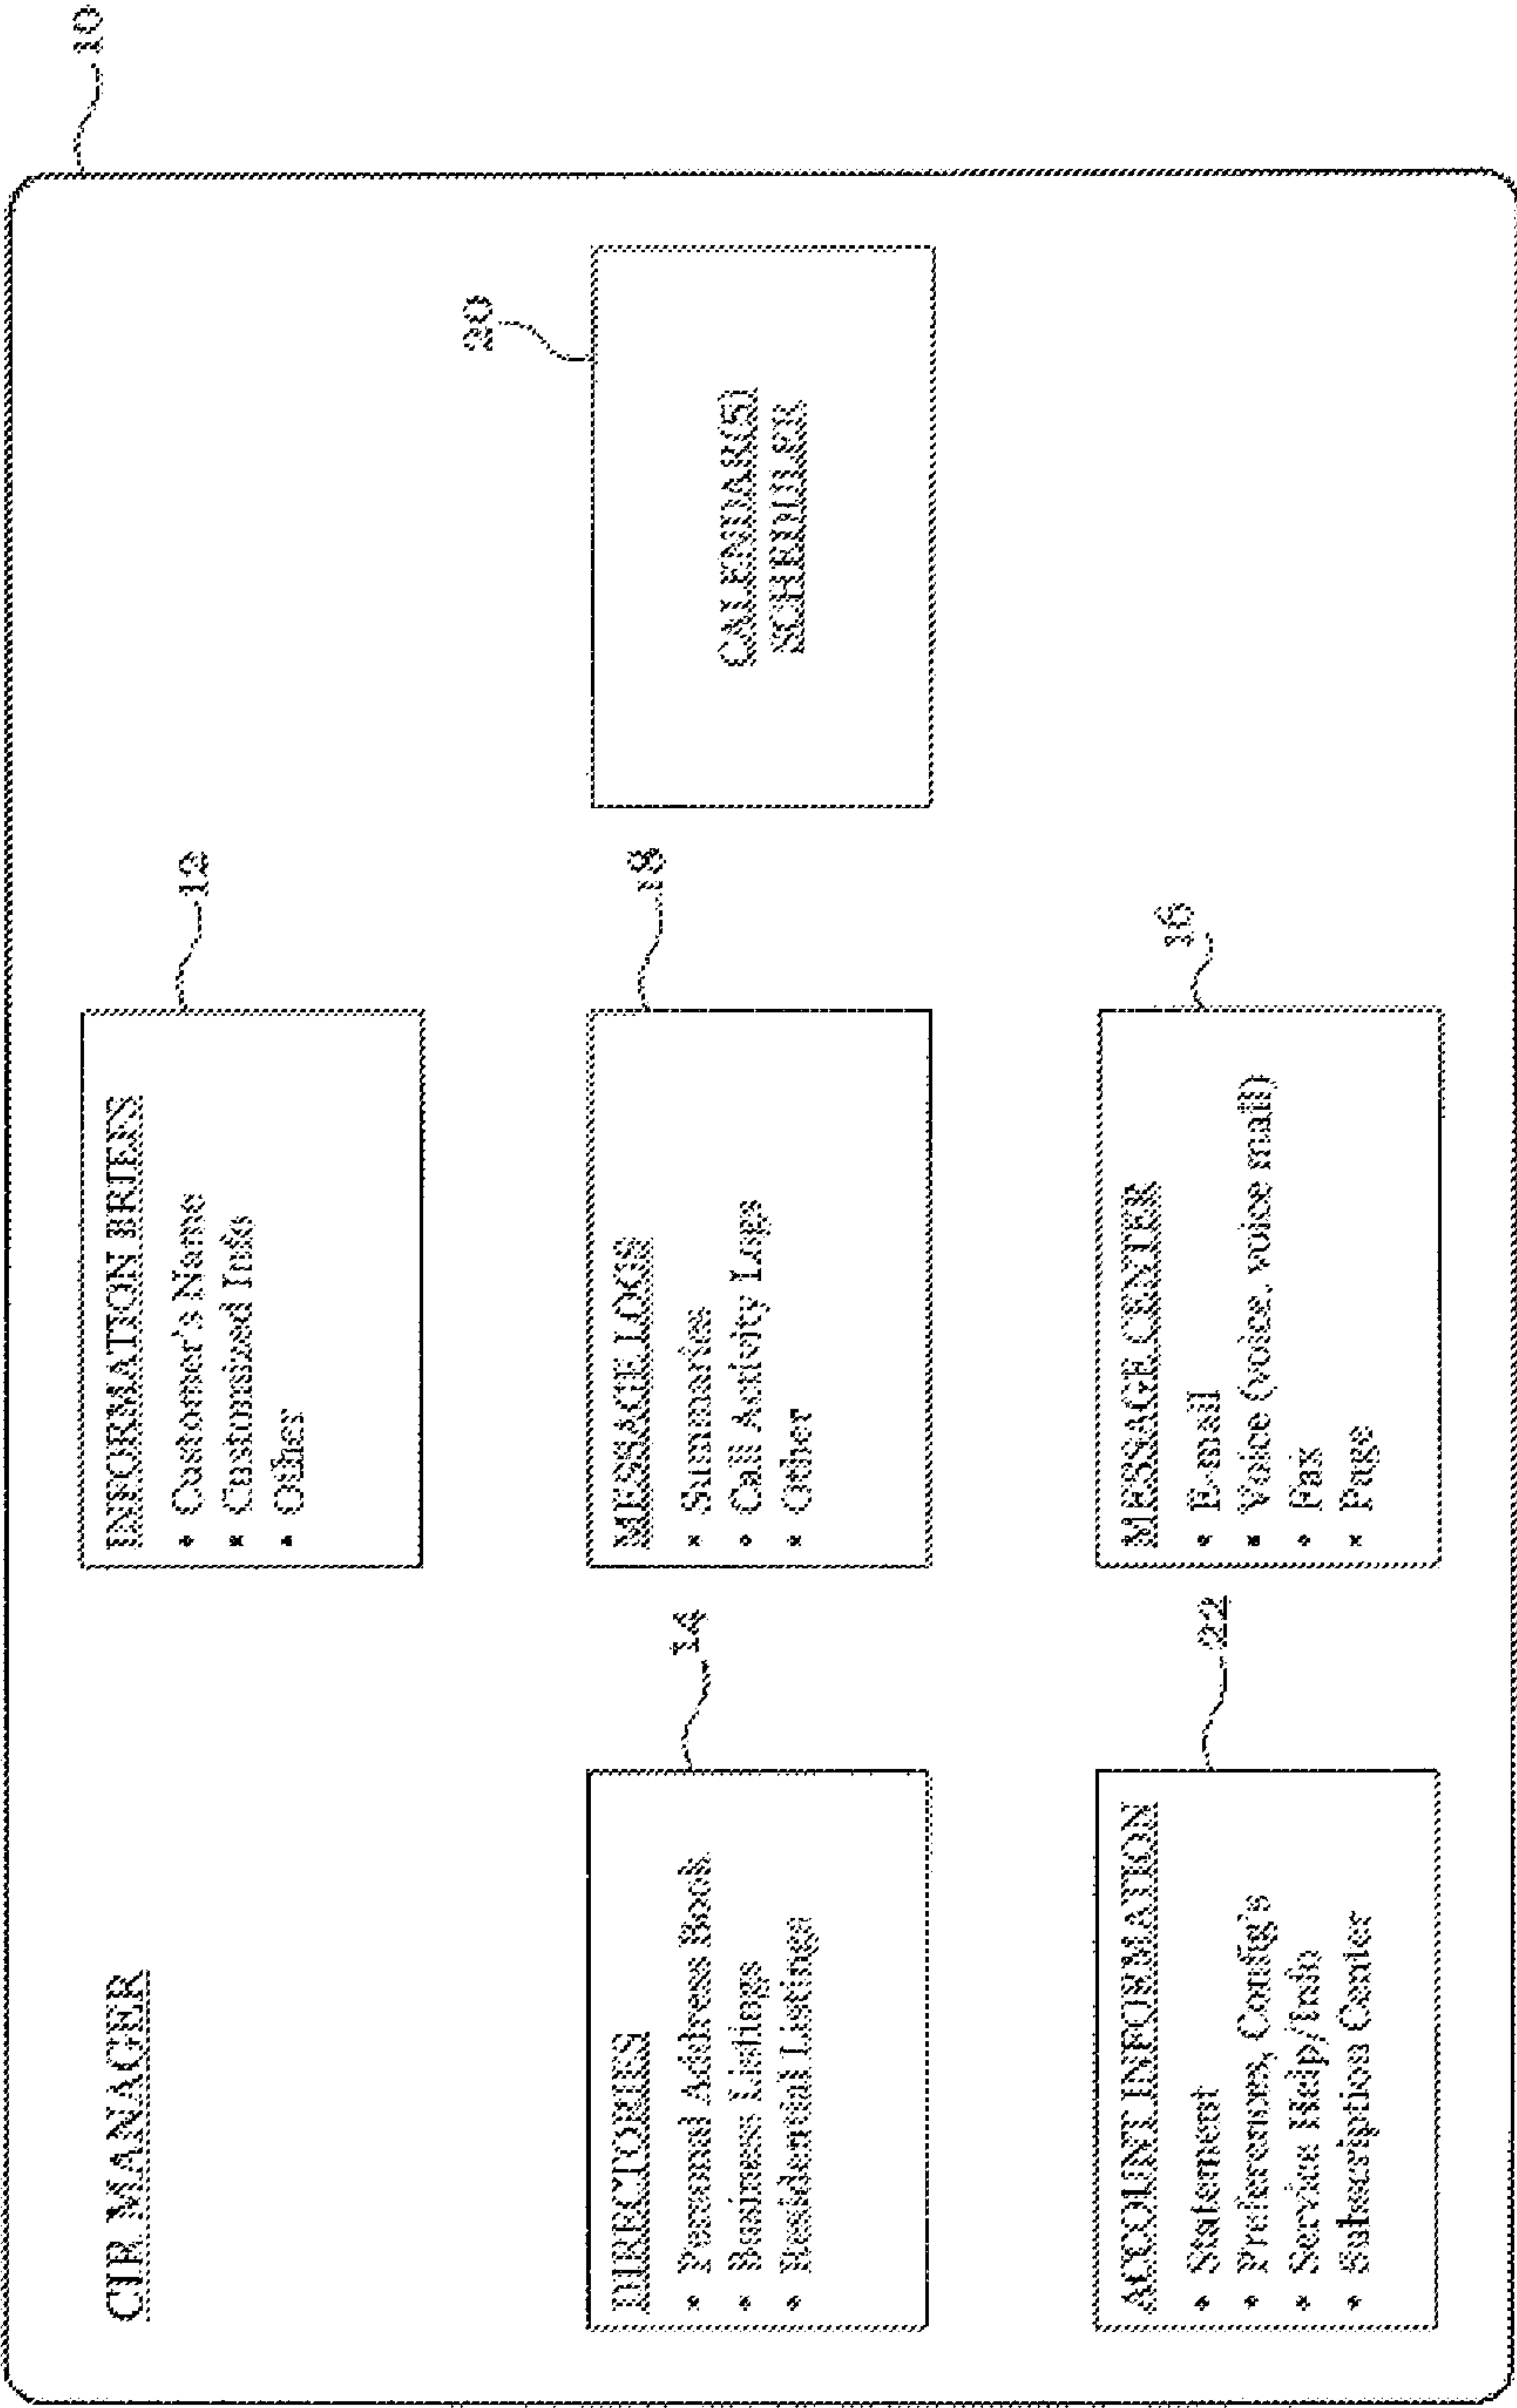 10
CIR MANAGER
INFORMATION BRIEFS
• Customer's Name
• Customized Info
• Other
12
DIRECTORIES
• Personal Address Book
• Business Listings
• Residential Listings
14
MESSAGE LOGS
• Summaries
• Call Activity Logs
• Other
18
CALENDAR(S)
SCHEDULER
20
ACCOUNT INFORMATION
• Statement
• Preferences, Config's
• Service Help/Info
• Subscription Center
22
MESSAGE CENTER
• E-mail
• Voice (voice, voice mail)
• Fax
• Page
16